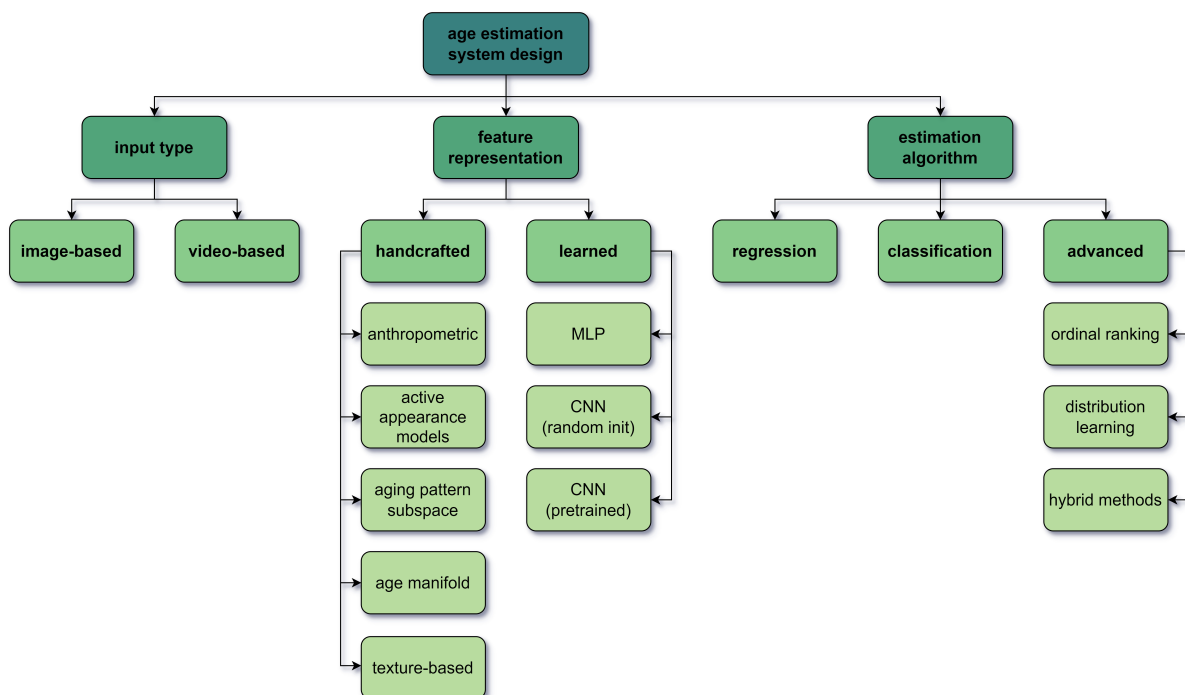 age estimation
system design
input type
feature
representation
estimation
algorithm
image-based
video-based
handcrafted
learned
regression
classification
advanced
anthropometric
MLP
ordinal ranking
active
appearance
models
CNN
(random init)
distribution
learning
aging pattern
subspace
CNN
(pretrained)
hybrid methods
age manifold
texture-based